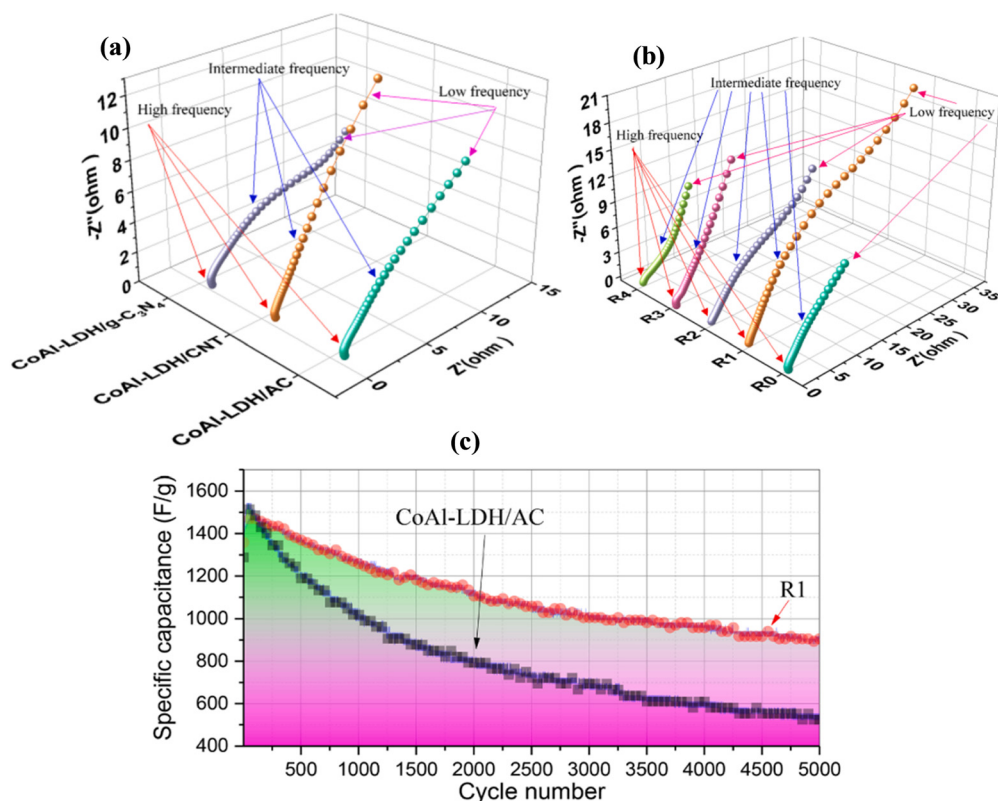 (a)
Intermediate frequency
High frequency
Low frequency
12
10
8
6
4
2
0
-Z"(ohm )
CoAl-LDH/g-C₃N₄
CoAl-LDH/CNT
CoAl-LDH/AC
0
5
10
15
Z'(ohm )
(b)
Intermediate frequency
High frequency
Low frequency
21
18
15
12
9
6
3
0
-Z"(ohm )
R4
R3
R2
R1
R0
0
5
10
15
20
25
30
35
Z'(ohm )
(c)
1600
1400
1200
1000
800
600
400
Specific capacitance (F/g)
CoAl-LDH/AC
R1
500 1000 1500 2000 2500 3000 3500 4000 4500 5000
Cycle number